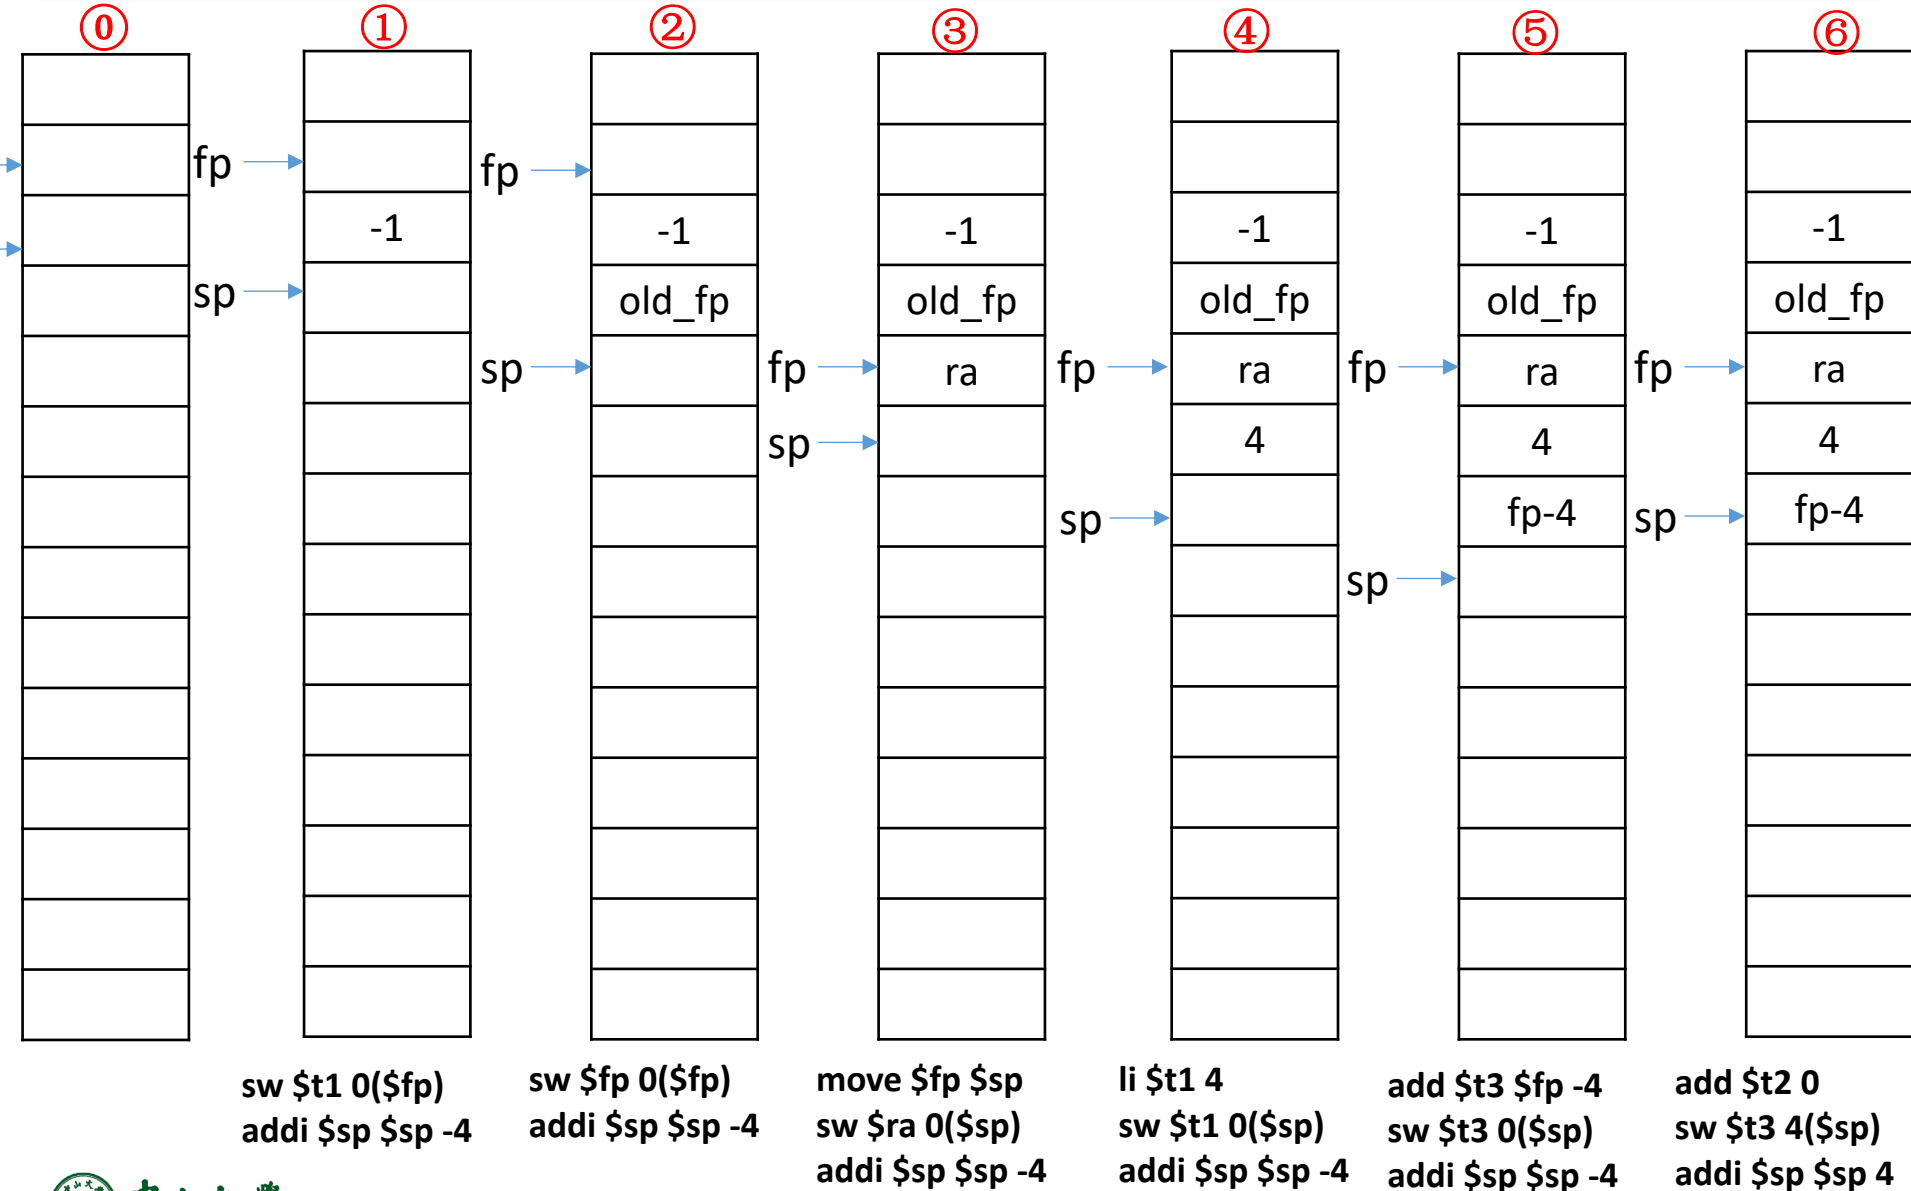 ⓪ ① ② ③ ④ ⑤ ⑥
fp fp
-1 -1 -1 -1 -1 -1
sp old_fp old_fp old_fp old_fp old_fp
sp fp ra fp ra fp ra fp ra
sp 4 4 4
sp fp-4 sp fp-4
sp
sw $t1 0($fp)
addi $sp $sp -4
sw $fp 0($fp)
addi $sp $sp -4
move $fp $sp
sw $ra 0($sp)
addi $sp $sp -4
li $t1 4
sw $t1 0($sp)
addi $sp $sp -4
add $t3 $fp -4
sw $t3 0($sp)
addi $sp $sp -4
add $t2 0
sw $t3 4($sp)
addi $sp $sp 4